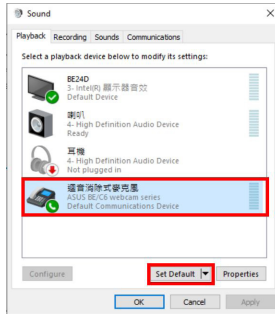 Sound
Playback Recording Sounds Communications
Select a playback device below to modify its settings:
BE24D
3- Intel(R) 顯示器音效
Default Device
喇叭
4- High Definition Audio Device
Ready
耳機
4- High Definition Audio Device
Not plugged in
迴音消除式麥克風
ASUS BE/C6 webcam series
Default Communications Device
Configure Set Default Properties
OK Cancel Apply